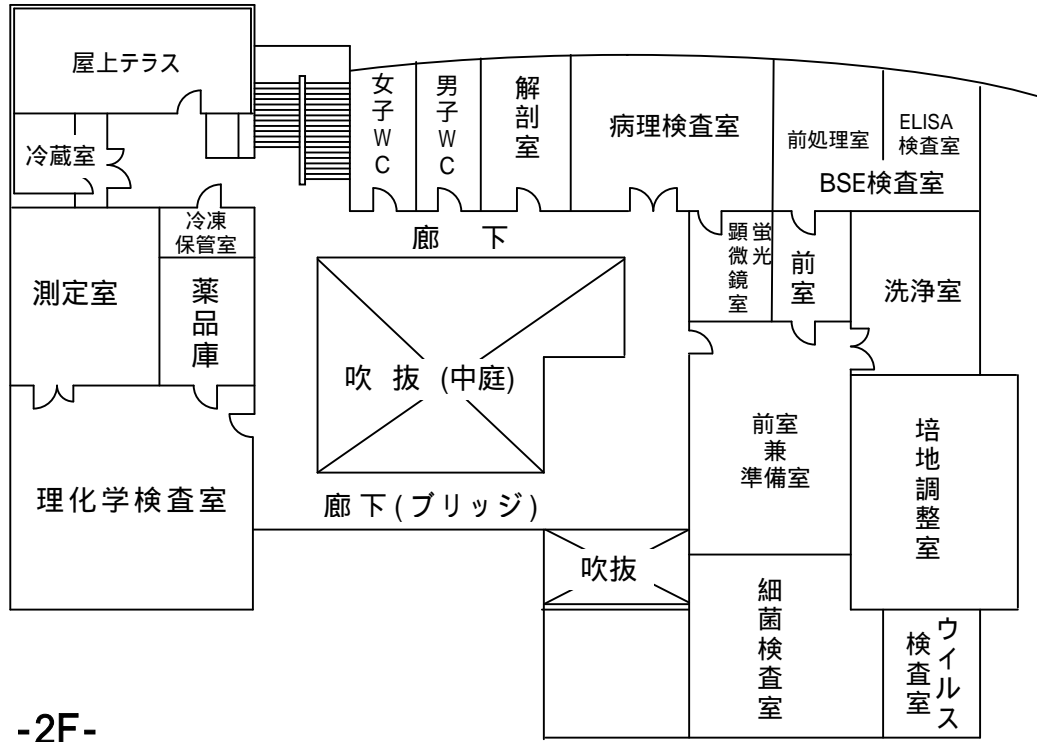 屋上テラス
冷蔵室
女子WC
男子WC
解剖室
病理検査室
前処理室
ELISA
検査室
BSE検査室
廊 下
冷凍
保管室
測定室
薬品庫
蛍光
顕微鏡室
前室
洗浄室
吹 抜 (中庭)
理化学検査室
廊 下 ( ブリッジ )
前室
兼
準備室
培地調整室
吹抜
細菌検査室
ウイルス
検査室
-2F-